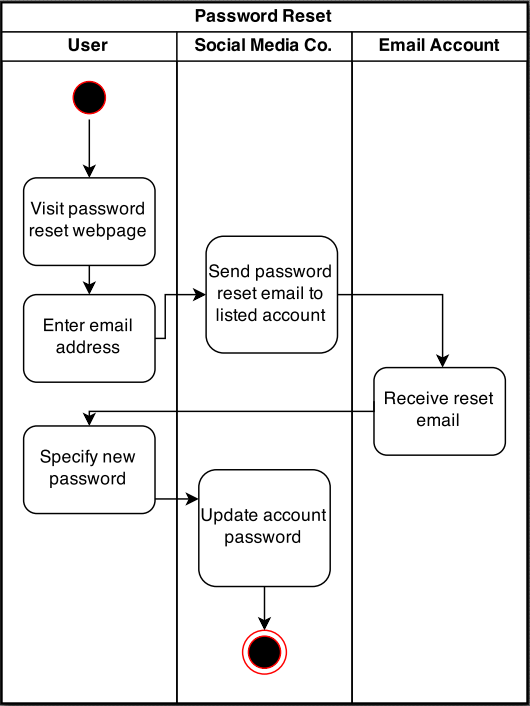 Password Reset
User
Social Media Co.
Email Account
Visit password
reset webpage
Enter email
address
Send password
reset email to
listed account
Receive reset
email
Specify new
password
Update account
password